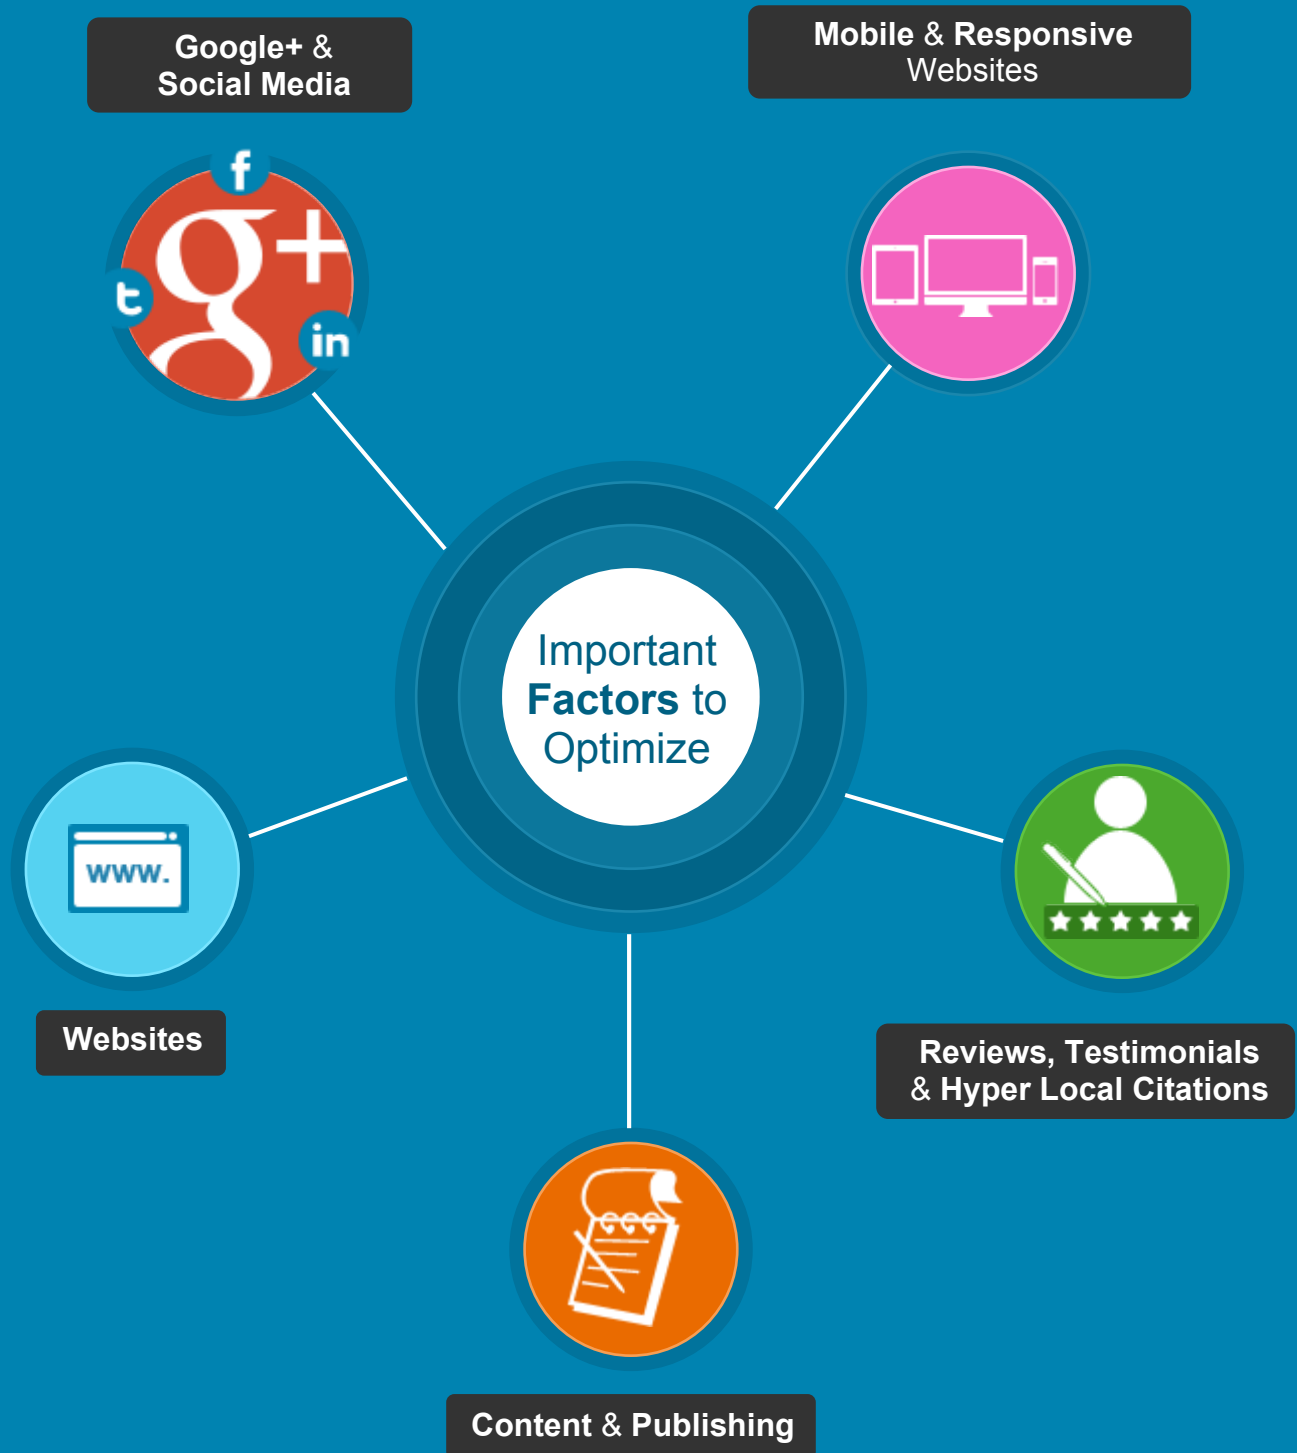 Google+ &
Social Media
Mobile & Responsive
Websites
f
g+
t
in
Important
Factors to
Optimize
www.
Websites
Reviews, Testimonials
& Hyper Local Citations
Content & Publishing